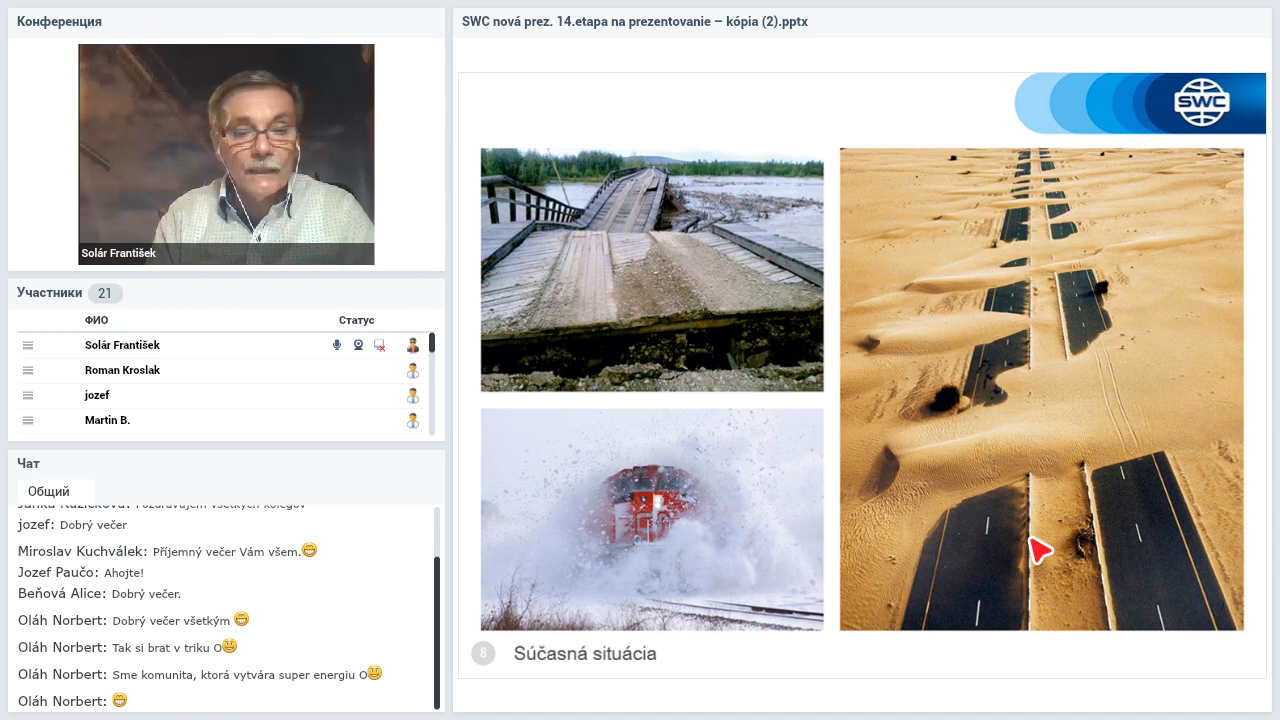 Конференция
Solár František
Участники 21
ФИО Статус
Solár František
Roman Kroslak
jozef
Martin B.
Чат
Общий
jozef: Dobrý večer
Miroslav Kuchválek: Příjemný večer Vám všem.
Jozef Paučo: Ahojte!
Beňová Alice: Dobrý večer.
Oláh Norbert: Dobrý večer všetkým
Oláh Norbert: Tak si brat v triku O
Oláh Norbert: Sme komunita, ktorá vytvára super energiu O
Oláh Norbert:
SWC nová prez. 14.etapa na prezentovanie – kópia (2).pptx
SWC
8 Súčasná situácia